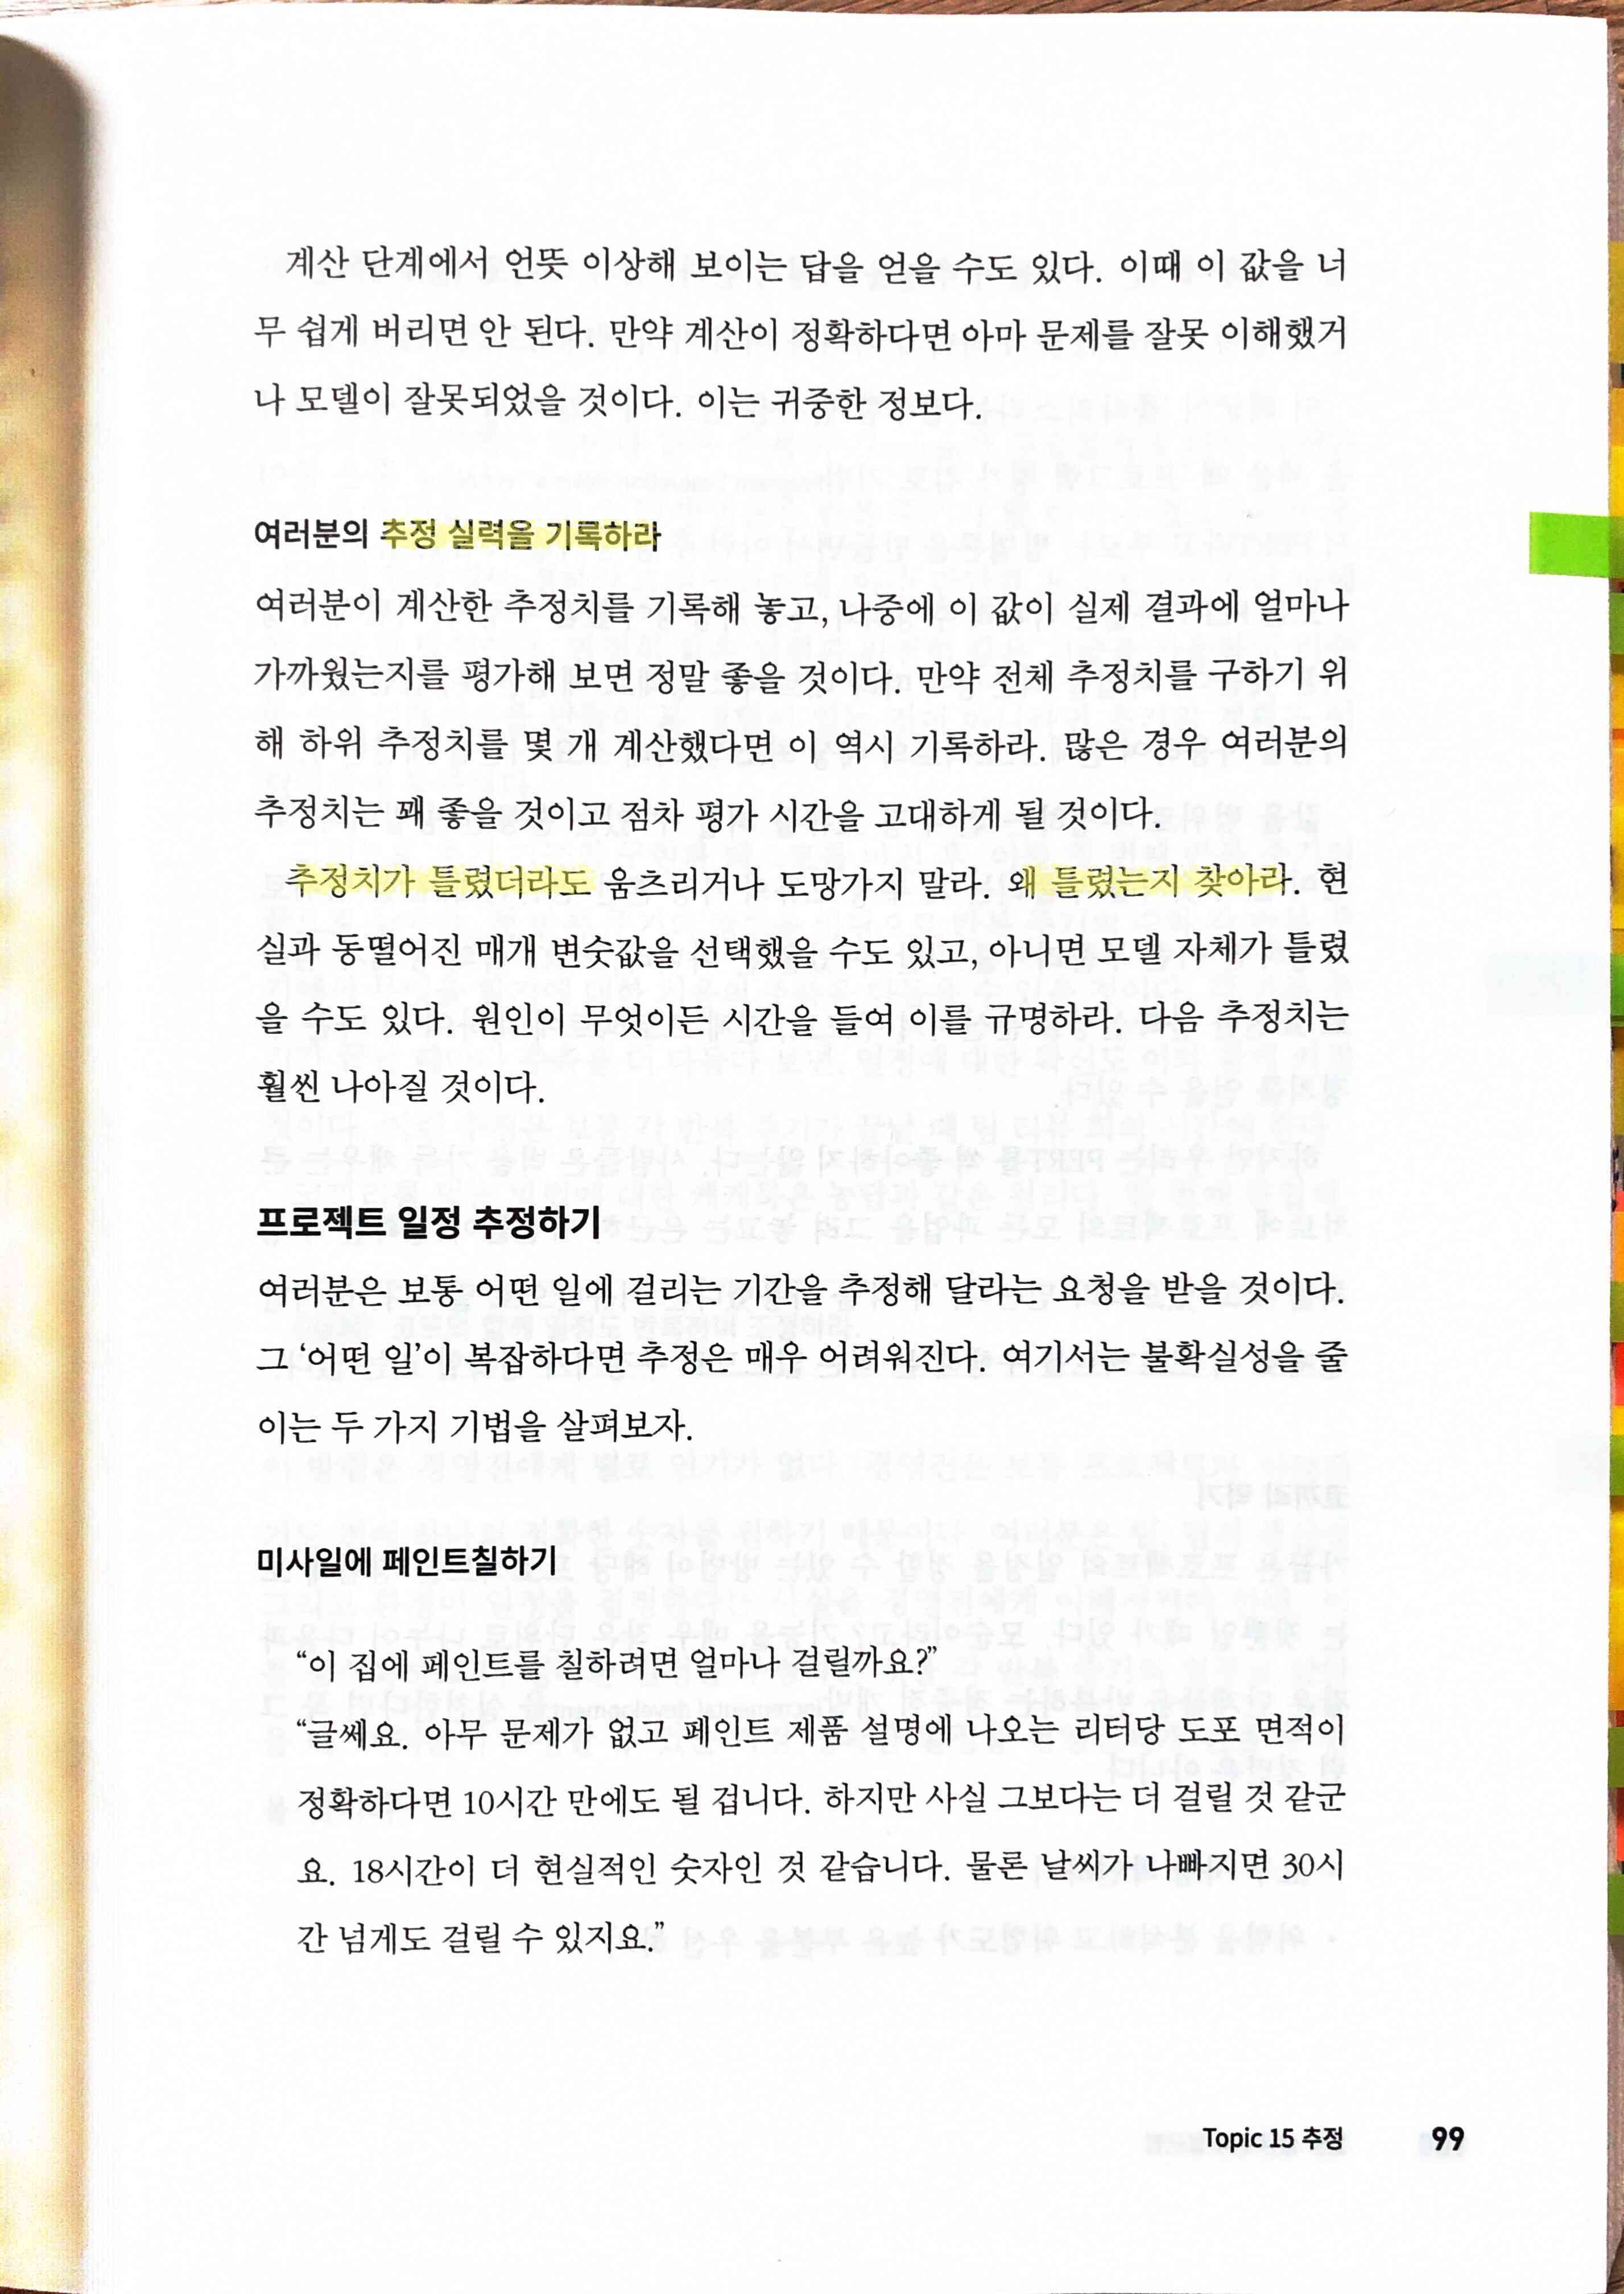 계산 단계에서 언뜻 이상해 보이는 답을 얻을 수도 있다. 이때 이 값을 너
무 쉽게 버리면 안 된다. 만약 계산이 정확하다면 아마 문제를 잘못 이해했거
나 모델이 잘못되었을 것이다. 이는 귀중한 정보다.
여러분의 추정 실력을 기록하라
여러분이 계산한 추정치를 기록해 놓고, 나중에 이 값이 실제 결과에 얼마나
가까웠는지를 평가해 보면 정말 좋을 것이다. 만약 전체 추정치를 구하기 위
해 하위 추정치를 몇 개 계산했다면 이 역시 기록하라. 많은 경우 여러분의
추정치는 꽤 좋을 것이고 점차 평가 시간을 고대하게 될 것이다.
추정치가 틀렸더라도 움츠리거나 도망가지 말라. 왜 틀렸는지 찾아라. 현
실과 동떨어진 매개 변숫값을 선택했을 수도 있고, 아니면 모델 자체가 틀렸
을 수도 있다. 원인이 무엇이든 시간을 들여 이를 규명하라. 다음 추정치는
훨씬 나아질 것이다.
프로젝트 일정 추정하기
여러분은 보통 어떤 일에 걸리는 기간을 추정해 달라는 요청을 받을 것이다.
그 ‘어떤 일’이 복잡하다면 추정은 매우 어려워진다. 여기서는 불확실성을 줄
이는 두 가지 기법을 살펴보자.
미사일에 페인트칠하기
“이 집에 페인트를 칠하려면 얼마나 걸릴까요?”
“글쎄요. 아무 문제가 없고 페인트 제품 설명에 나오는 리터당 도포 면적이
정확하다면 10시간 만에도 될 겁니다. 하지만 사실 그보다는 더 걸릴 것 같군
요. 18시간이 더 현실적인 숫자인 것 같습니다. 물론 날씨가 나빠지면 30시
간 넘게도 걸릴 수 있지요.”
Topic 15 추정 99